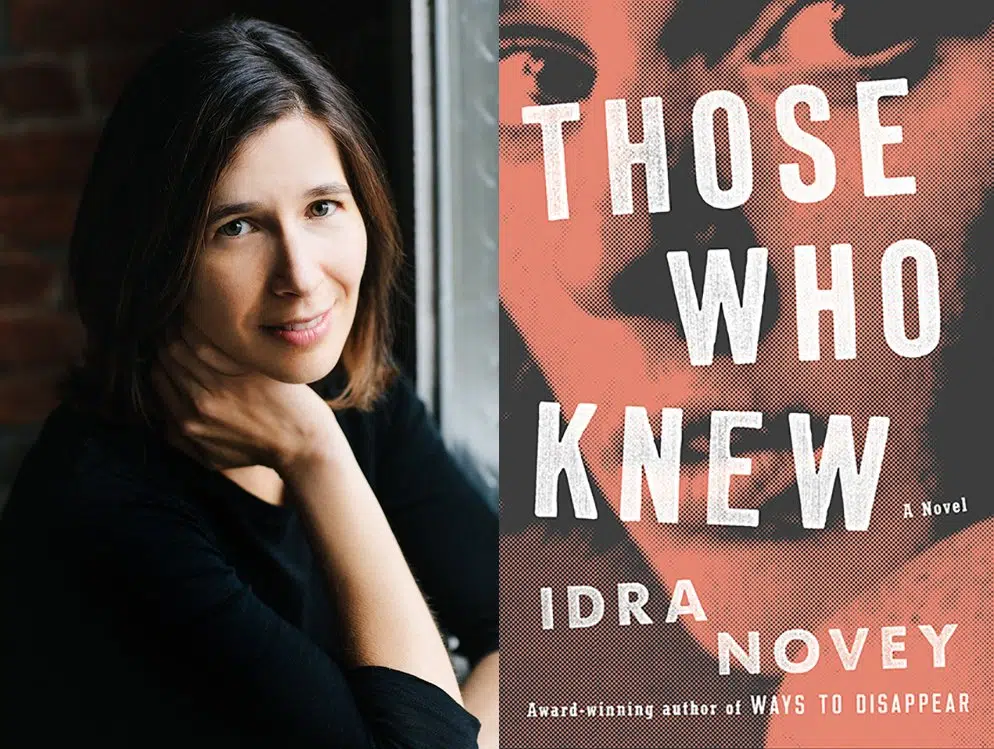 THOSE
WHO
KNEW
A Novel
IDRA
NOVEY
Award-winning author of WAYS TO DISAPPEAR